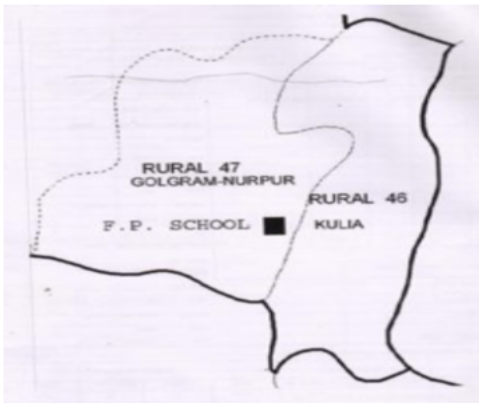 RURAL 47
GOLGRAM-NURPUR
RURAL 46
F.P. SCHOOL
KULIA